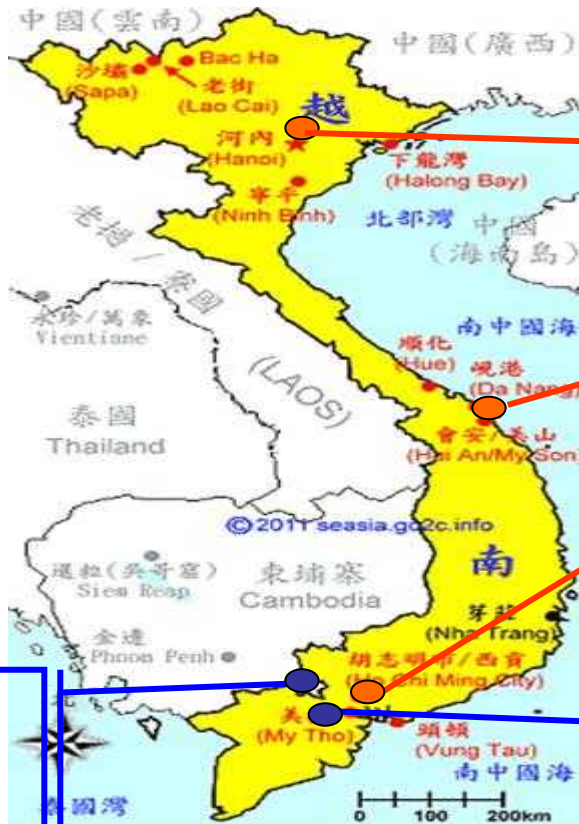 中國(雲南)
中國(廣西)
Bac Ha
沙壩
(Sapa)
老街
(Lao Cai)
越
河內
(Hanoi)
下龍灣
(Halong Bay)
寧平
(Ninh Binh)
北部灣
中國
(海南島)
老撾/寮國
(LAOS)
永珍/萬象
Vientiane
南中國海
順化
(Hue)
峴港
(Da Nang)
泰國
Thailand
會安/美山
(Hoi An/My Son)
© 2011 seasia.go2c.info
南
暹粒(吳哥窟)
Siem Reap
柬埔寨
Cambodia
芽莊
(Nha Trang)
金邊
Phnom Penh
胡志明市/西貢
(Ho Chi Ming City)
北
美
(My Tho)
頭頓
(Vung Tau)
南中國海
泰國灣
0 100 200km